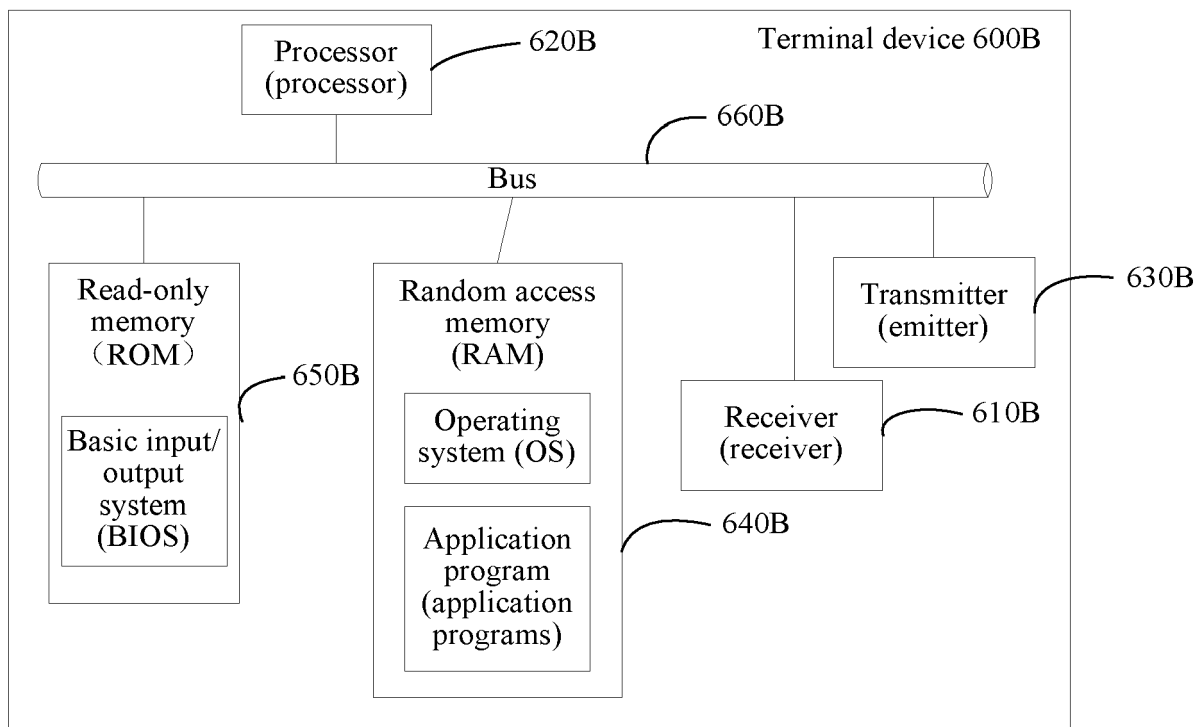 Terminal device 600B
Processor
(processor)
620B
660B
Bus
Read-only
memory
（ROM）
650B
Basic input/
output
system
(BIOS)
Random access
memory
(RAM)
Operating
system (OS)
Application
program
(application
programs)
640B
Receiver
(receiver)
610B
Transmitter
(emitter)
630B